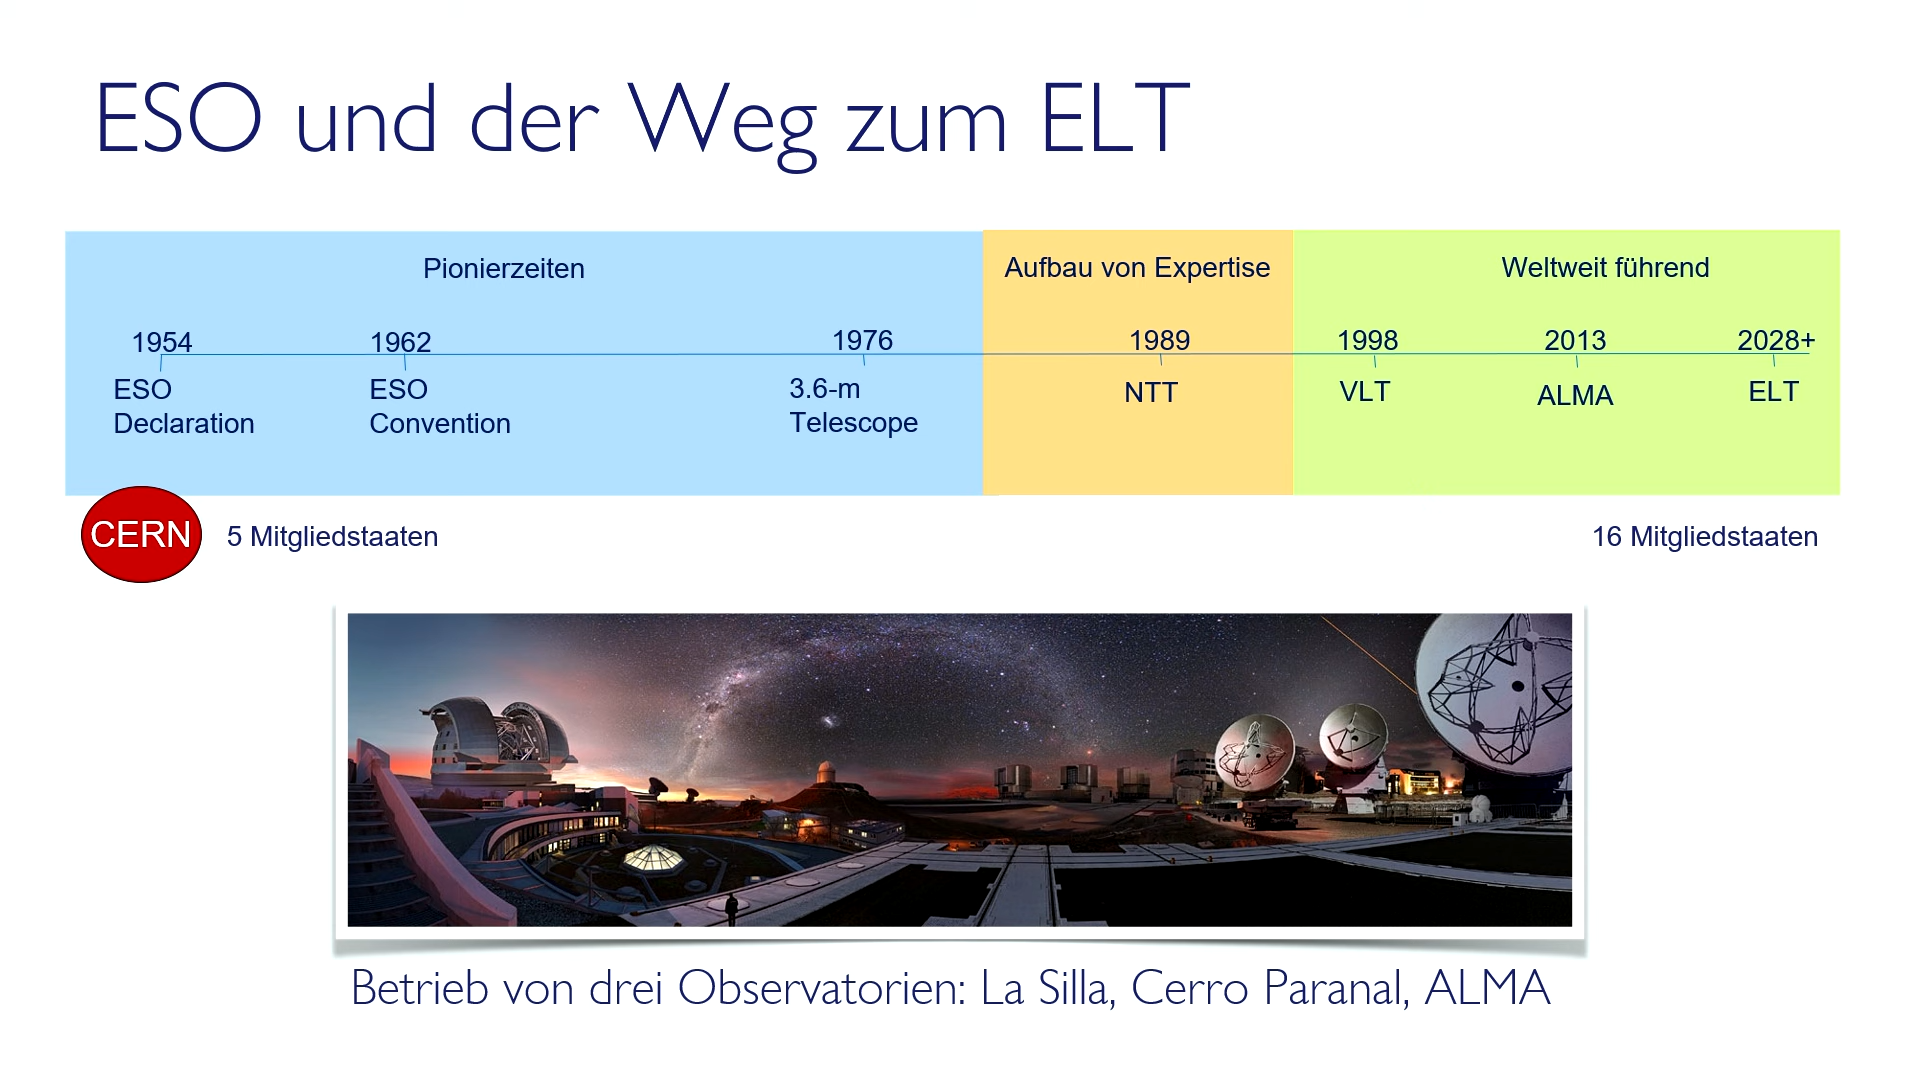 ESO und der Weg zum ELT
Pionierzeiten
Aufbau von Expertise
Weltweit führend
1954
1962
1976
1989
1998
2013
2028+
ESO
Declaration
ESO
Convention
3.6-m
Telescope
NTT
VLT
ALMA
ELT
CERN
5 Mitgliedstaaten
16 Mitgliedstaaten
Betrieb von drei Observatorien: La Silla, Cerro Paranal, ALMA